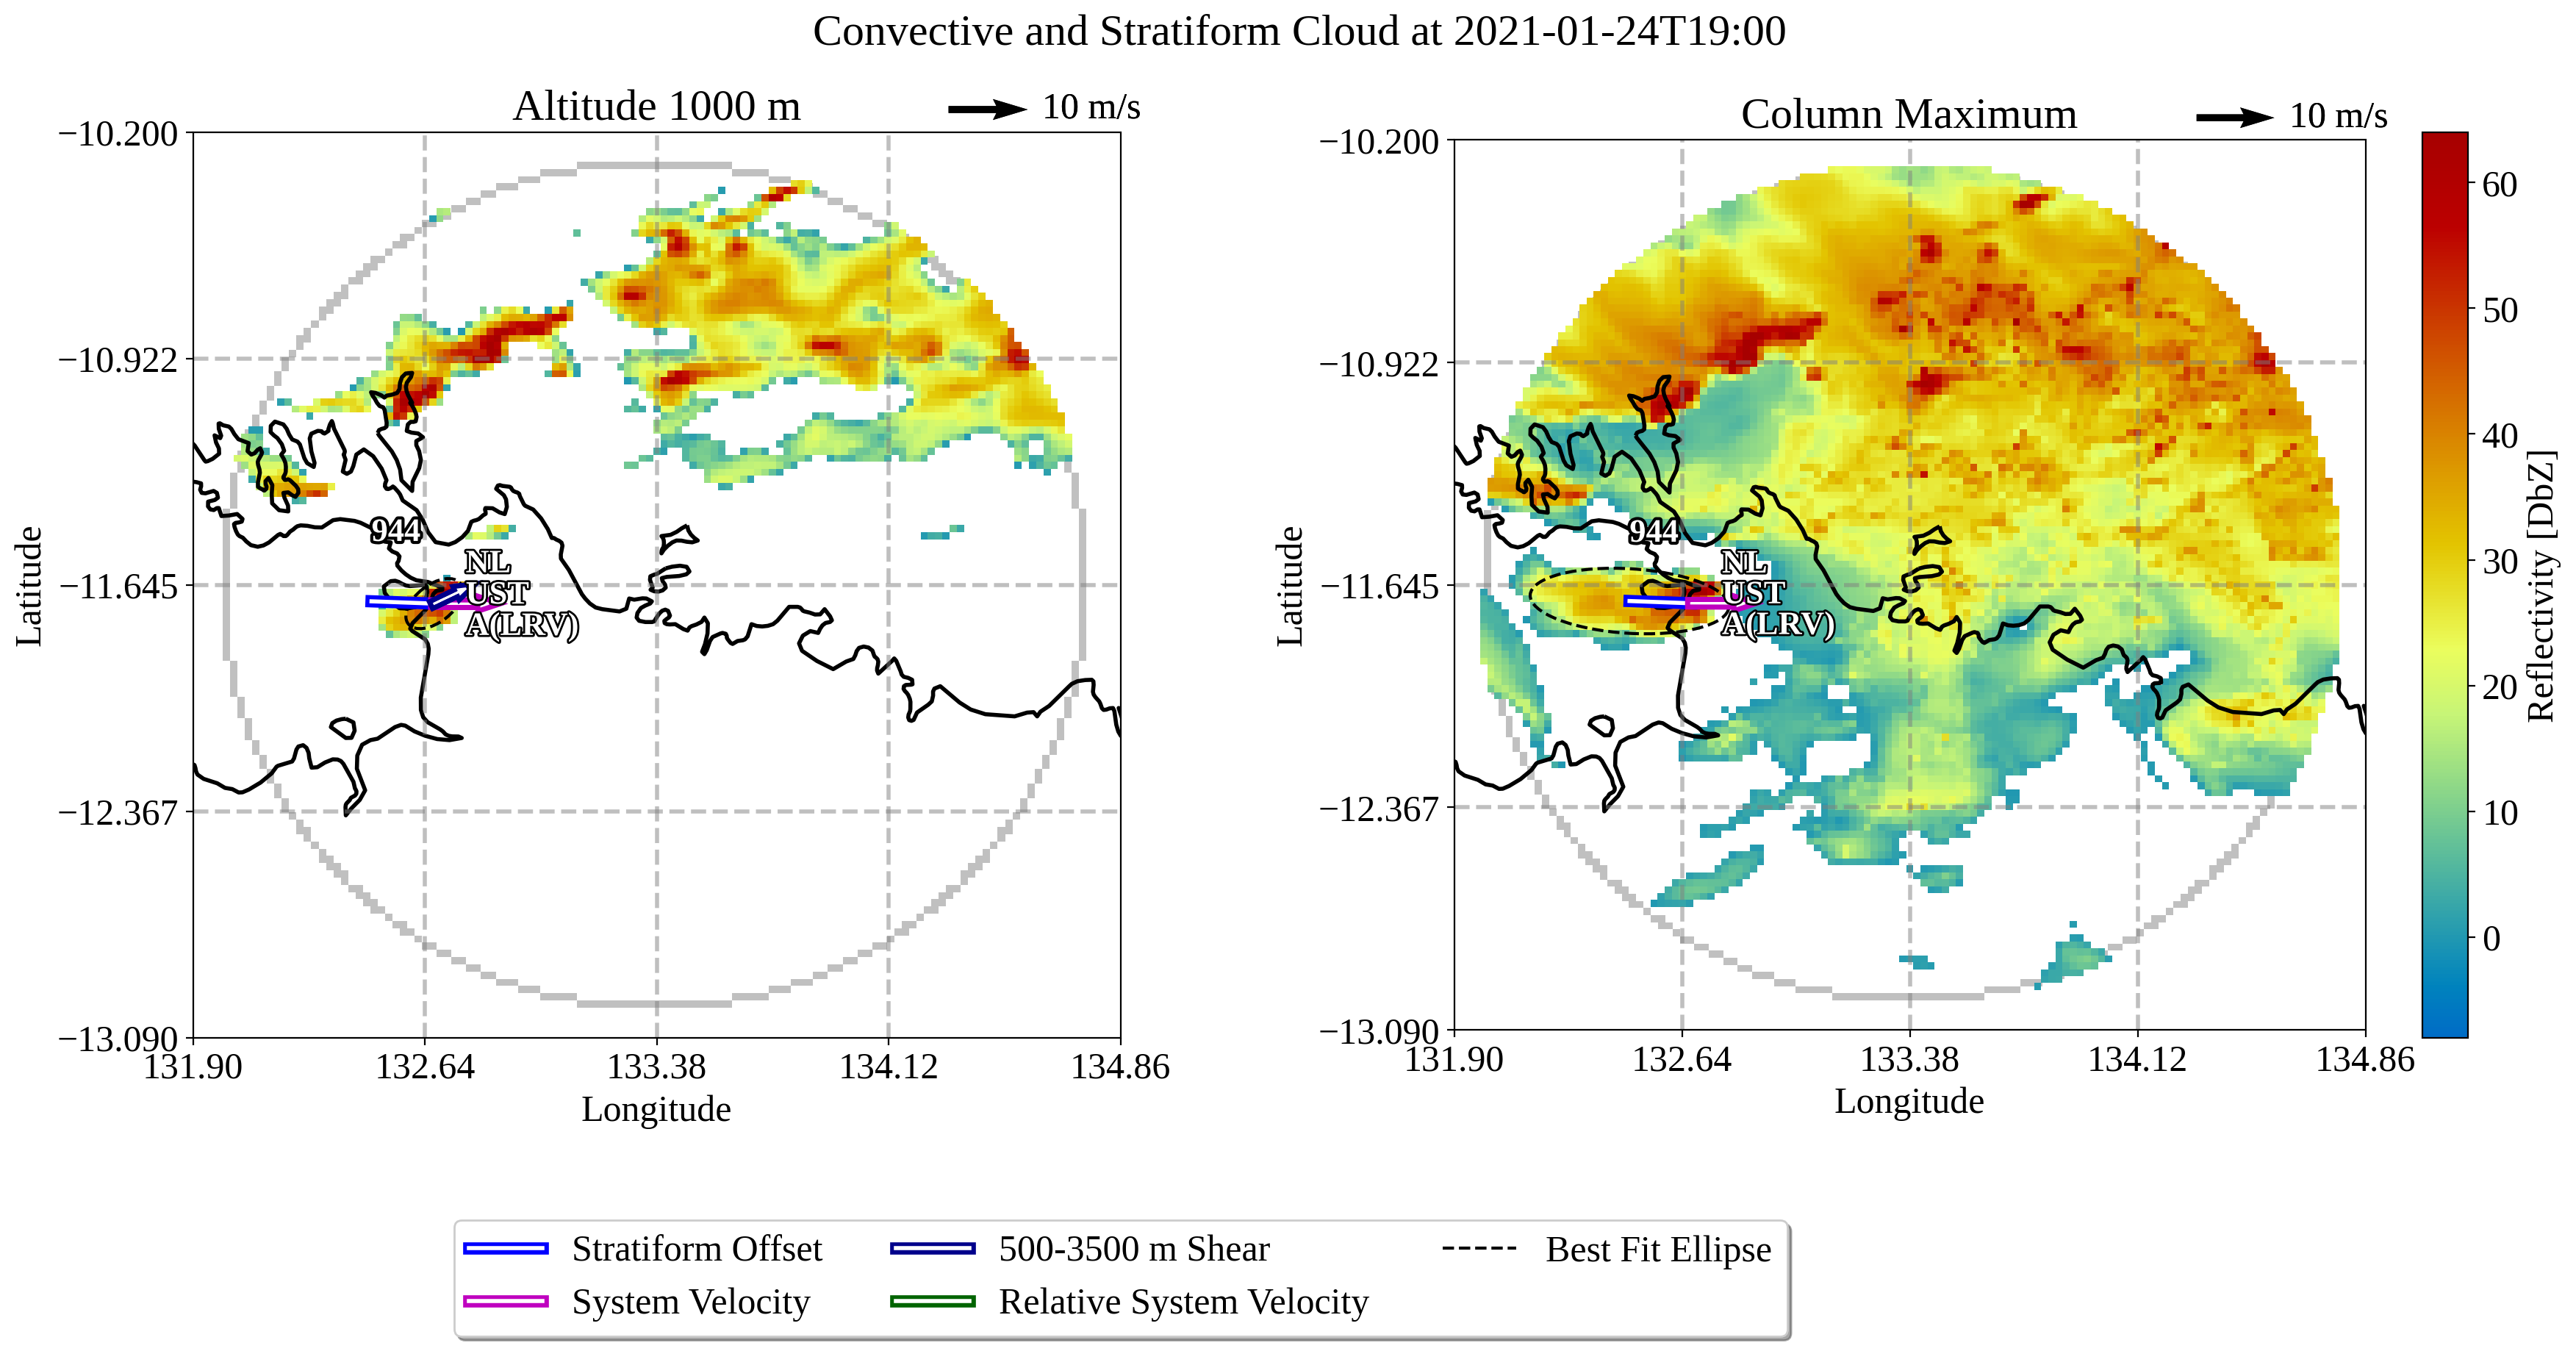 Convective and Stratiform Cloud at 2021-01-24T19:00
Altitude 1000 m
10 m/s
−10.200
−10.922
−11.645
−12.367
−13.090
Latitude
944
NL
UST
A(LRV)
131.90
132.64
133.38
134.12
134.86
Longitude
Column Maximum
10 m/s
−10.200
−10.922
−11.645
−12.367
−13.090
Latitude
944
NL
UST
A(LRV)
131.90
132.64
133.38
134.12
134.86
Longitude
60
50
40
30
20
10
0
Reflectivity [DbZ]
Stratiform Offset
System Velocity
500-3500 m Shear
Relative System Velocity
Best Fit Ellipse